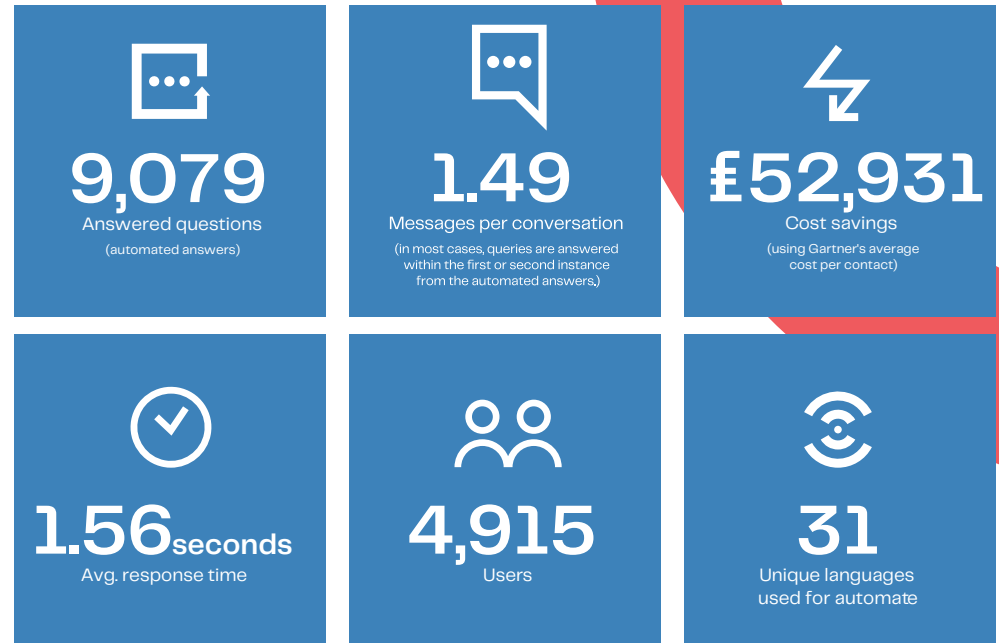 9,079
Answered questions
(automated answers)
1.49
Messages per conversation
(in most cases, queries are answered
within the first or second instance
from the automated answers,)
£52,931
Cost savings
(using Gartner's average
cost per contact)
1.56seconds
Avg. response time
4,915
Users
31
Unique languages
used for automate